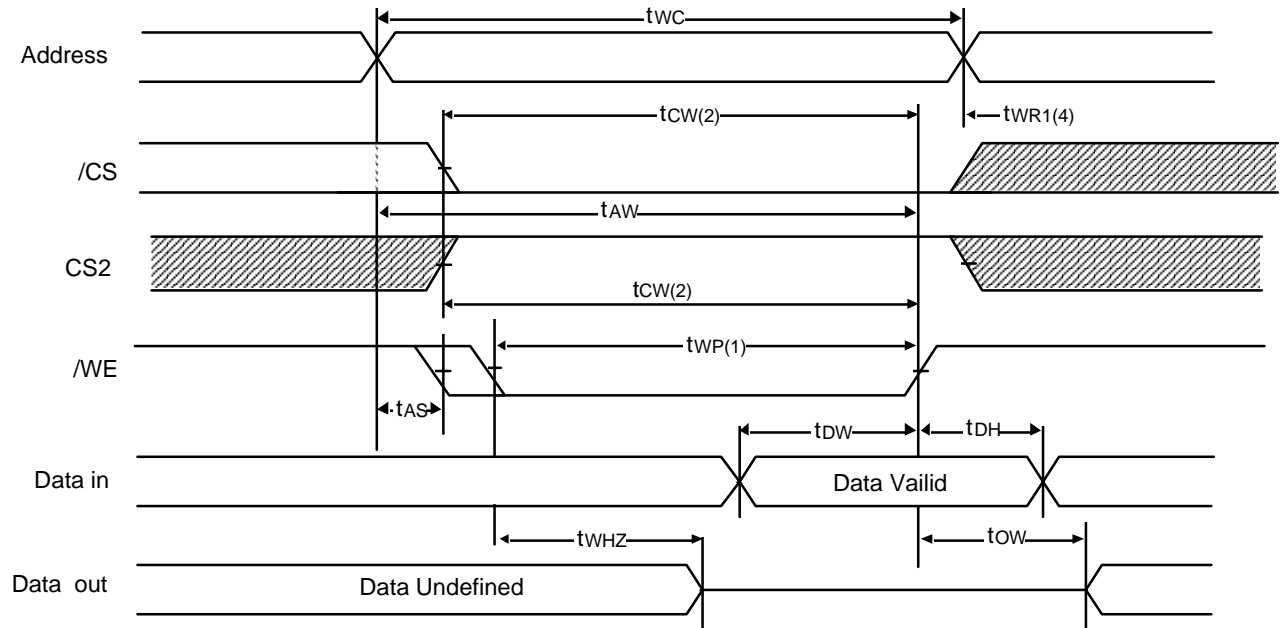 tWC
Address
tCW(2)
tWR1(4)
/CS
tAW
CS2
tCW(2)
/WE
tWP(1)
tAS
tDW
tDH
Data in
Data Vailid
tWHZ
tOW
Data out
Data Undefined